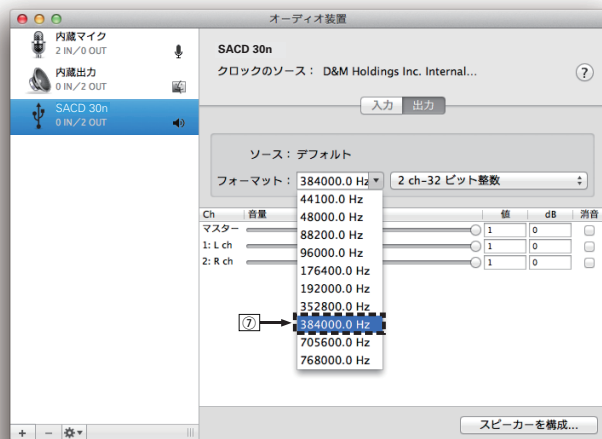 オーディオ装置
内蔵マイク
2 IN/0 OUT
内蔵出力
0 IN/2 OUT
SACD 30n
0 IN/2 OUT
SACD 30n
クロックのソース： D&M Holdings Inc. Internal...
?
入力 出力
ソース：デフォルト
フォーマット： 384000.0 Hz 2 ch-32 ビット整数
44100.0 Hz
48000.0 Hz
88200.0 Hz
96000.0 Hz
176400.0 Hz
192000.0 Hz
352800.0 Hz
⑦ 384000.0 Hz
705600.0 Hz
768000.0 Hz
Ch 音量 値 dB 消音
マスター 1 0
1: L ch 1 0
2: R ch 1 0
+ −
スピーカーを構成...